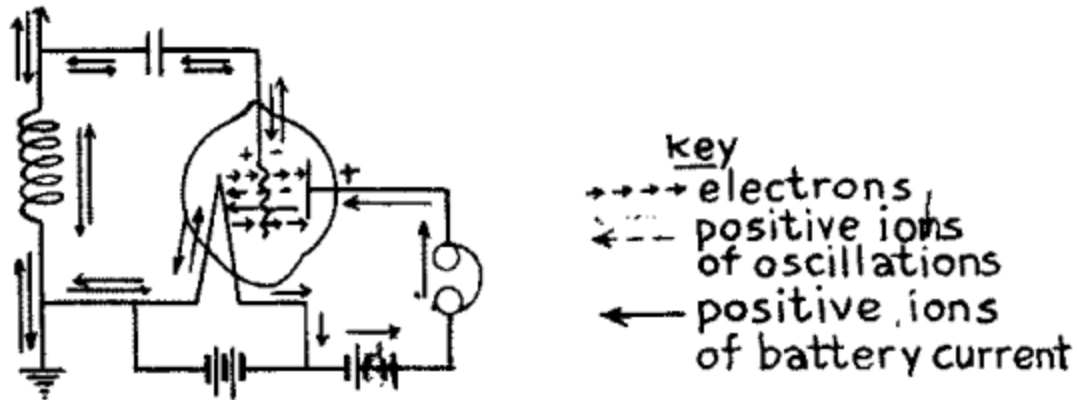 key
electrons
positive ions
of oscillations
positive ions
of battery current
+
+
-
-